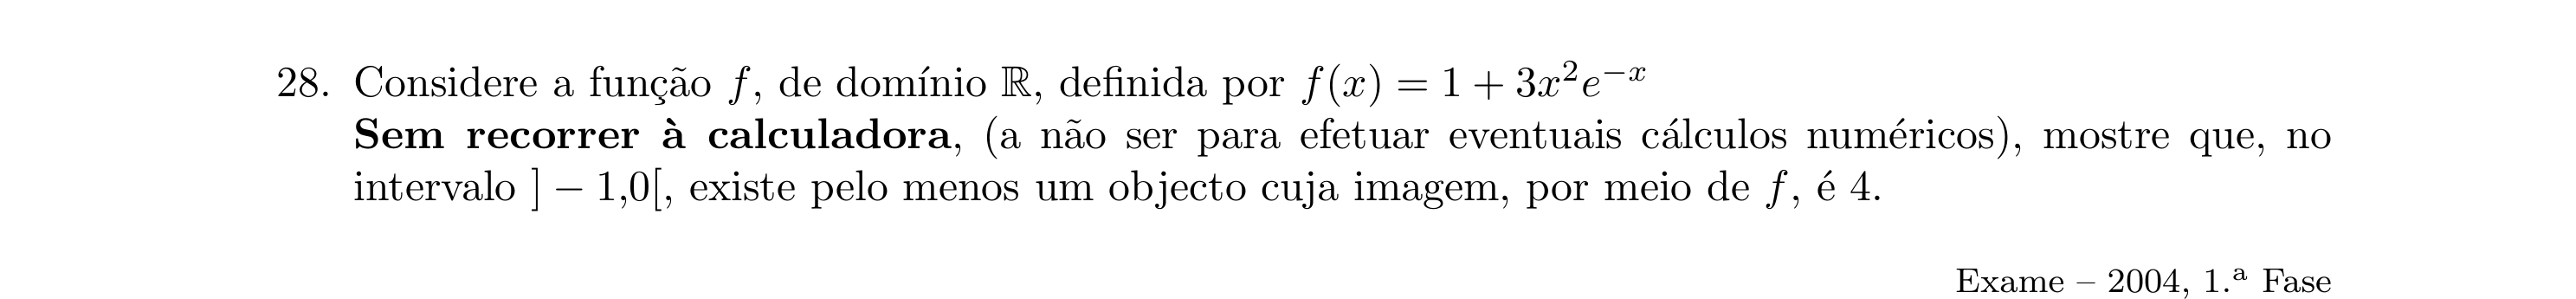 28. Considere a função f, de domínio ℝ, definida por f(x) = 1 + 3x²e⁻ˣ
Sem recorrer à calculadora, (a não ser para efetuar eventuais cálculos numéricos), mostre que, no
intervalo ] − 1,0[, existe pelo menos um objecto cuja imagem, por meio de f, é 4.
Exame – 2004, 1.ª Fase